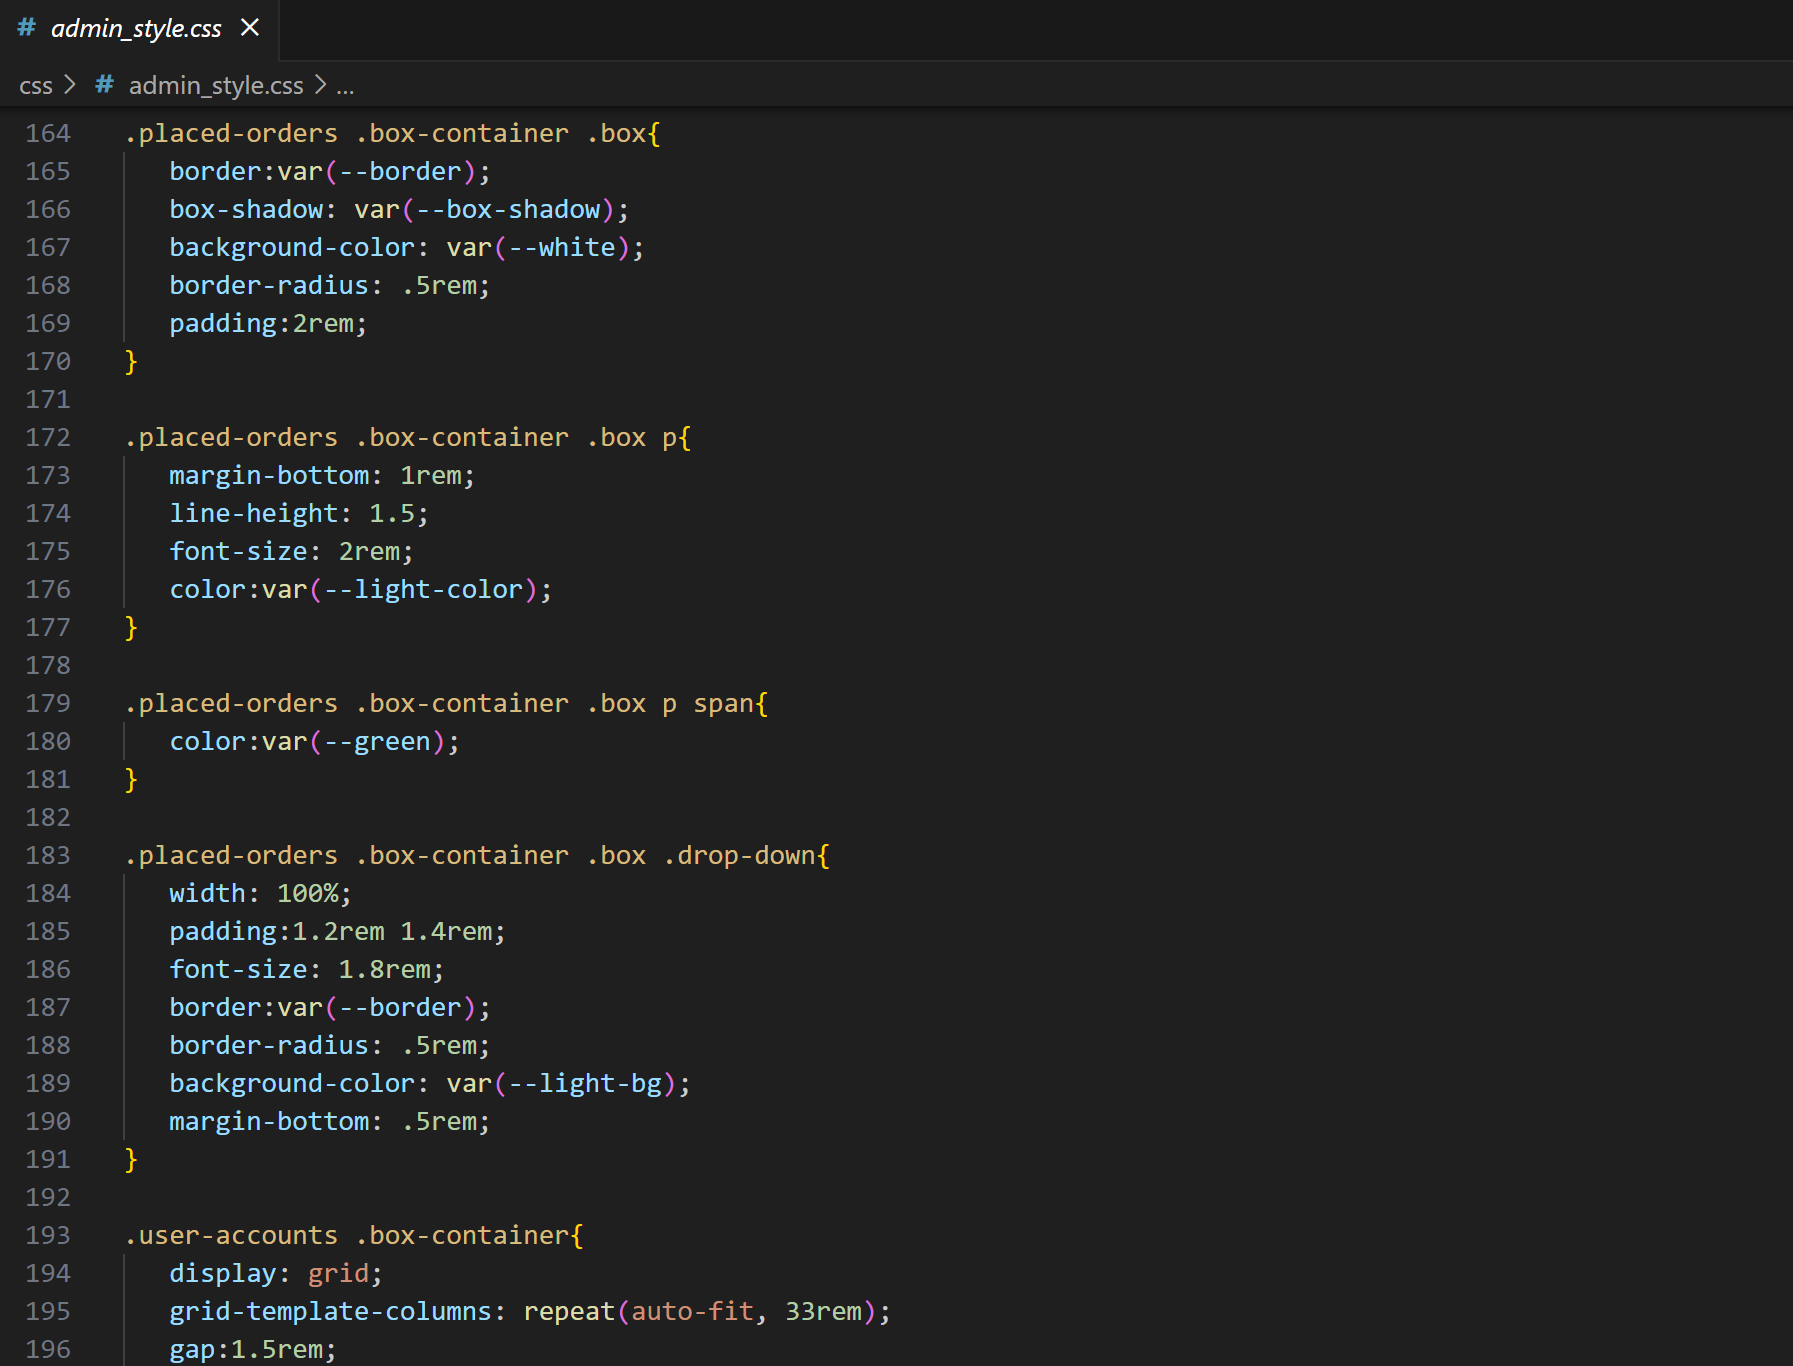 # admin_style.css ×
css > # admin_style.css > ...
164 .placed-orders .box-container .box{
165 border:var(--border);
166 box-shadow: var(--box-shadow);
167 background-color: var(--white);
168 border-radius: .5rem;
169 padding:2rem;
170 }
171
172 .placed-orders .box-container .box p{
173 margin-bottom: 1rem;
174 line-height: 1.5;
175 font-size: 2rem;
176 color:var(--light-color);
177 }
178
179 .placed-orders .box-container .box p span{
180 color:var(--green);
181 }
182
183 .placed-orders .box-container .box .drop-down{
184 width: 100%;
185 padding:1.2rem 1.4rem;
186 font-size: 1.8rem;
187 border:var(--border);
188 border-radius: .5rem;
189 background-color: var(--light-bg);
190 margin-bottom: .5rem;
191 }
192
193 .user-accounts .box-container{
194 display: grid;
195 grid-template-columns: repeat(auto-fit, 33rem);
196 gap:1.5rem;